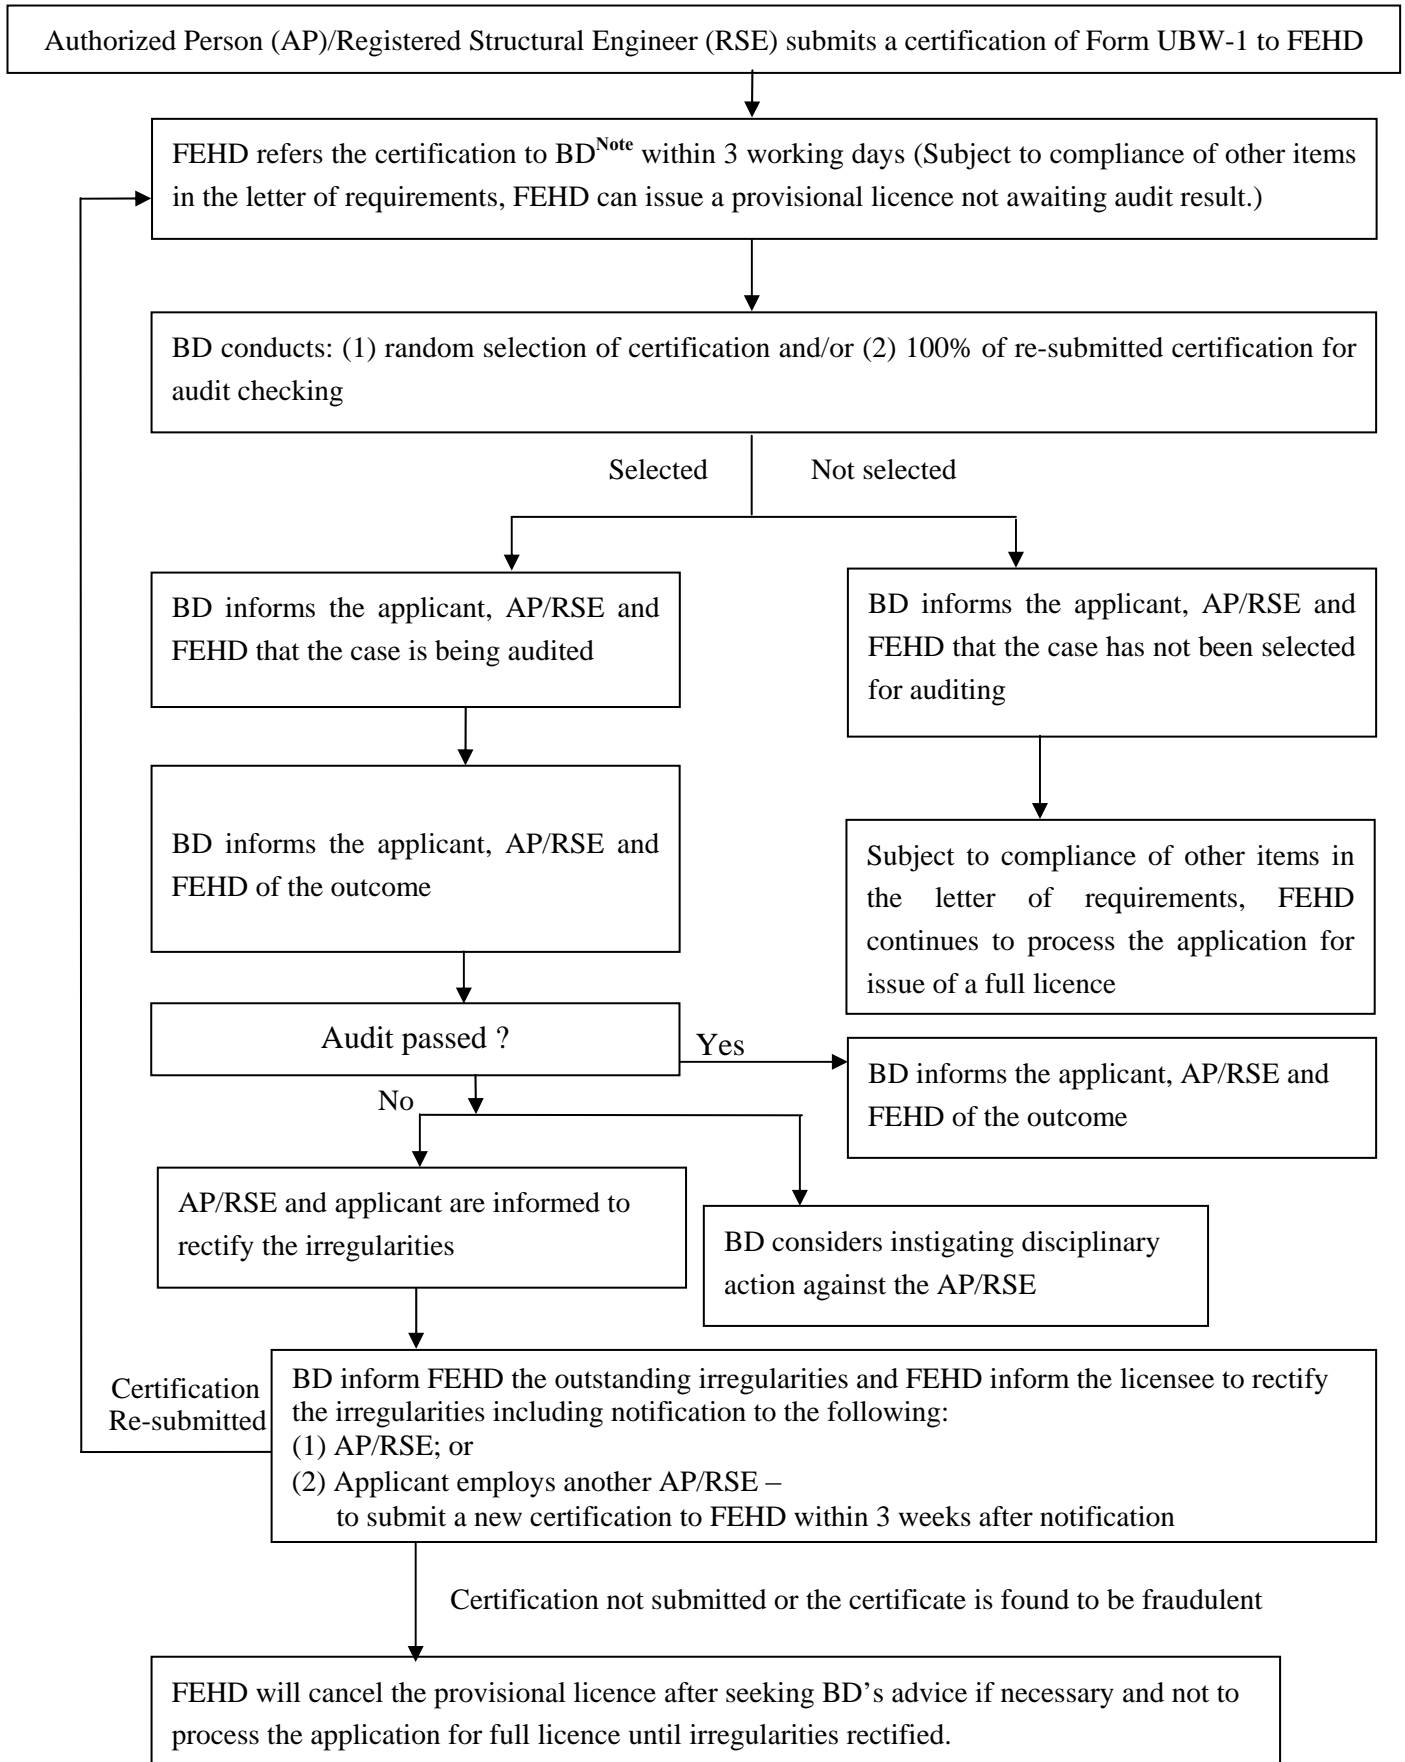 Authorized Person (AP)/Registered Structural Engineer (RSE) submits a certification of Form UBW-1 to FEHD
FEHD refers the certification to BDNote within 3 working days (Subject to compliance of other items
in the letter of requirements, FEHD can issue a provisional licence not awaiting audit result.)
BD conducts: (1) random selection of certification and/or (2) 100% of re-submitted certification for
audit checking
Selected
Not selected
BD informs the applicant, AP/RSE and
FEHD that the case is being audited
BD informs the applicant, AP/RSE and
FEHD that the case has not been selected
for auditing
BD informs the applicant, AP/RSE and
FEHD of the outcome
Subject to compliance of other items in
the letter of requirements, FEHD
continues to process the application for
issue of a full licence
Audit passed ?
Yes
BD informs the applicant, AP/RSE and
FEHD of the outcome
No
AP/RSE and applicant are informed to
rectify the irregularities
BD considers instigating disciplinary
action against the AP/RSE
Certification
Re-submitted
BD inform FEHD the outstanding irregularities and FEHD inform the licensee to rectify
the irregularities including notification to the following:
(1) AP/RSE; or
(2) Applicant employs another AP/RSE –
to submit a new certification to FEHD within 3 weeks after notification
Certification not submitted or the certificate is found to be fraudulent
FEHD will cancel the provisional licence after seeking BD’s advice if necessary and not to
process the application for full licence until irregularities rectified.